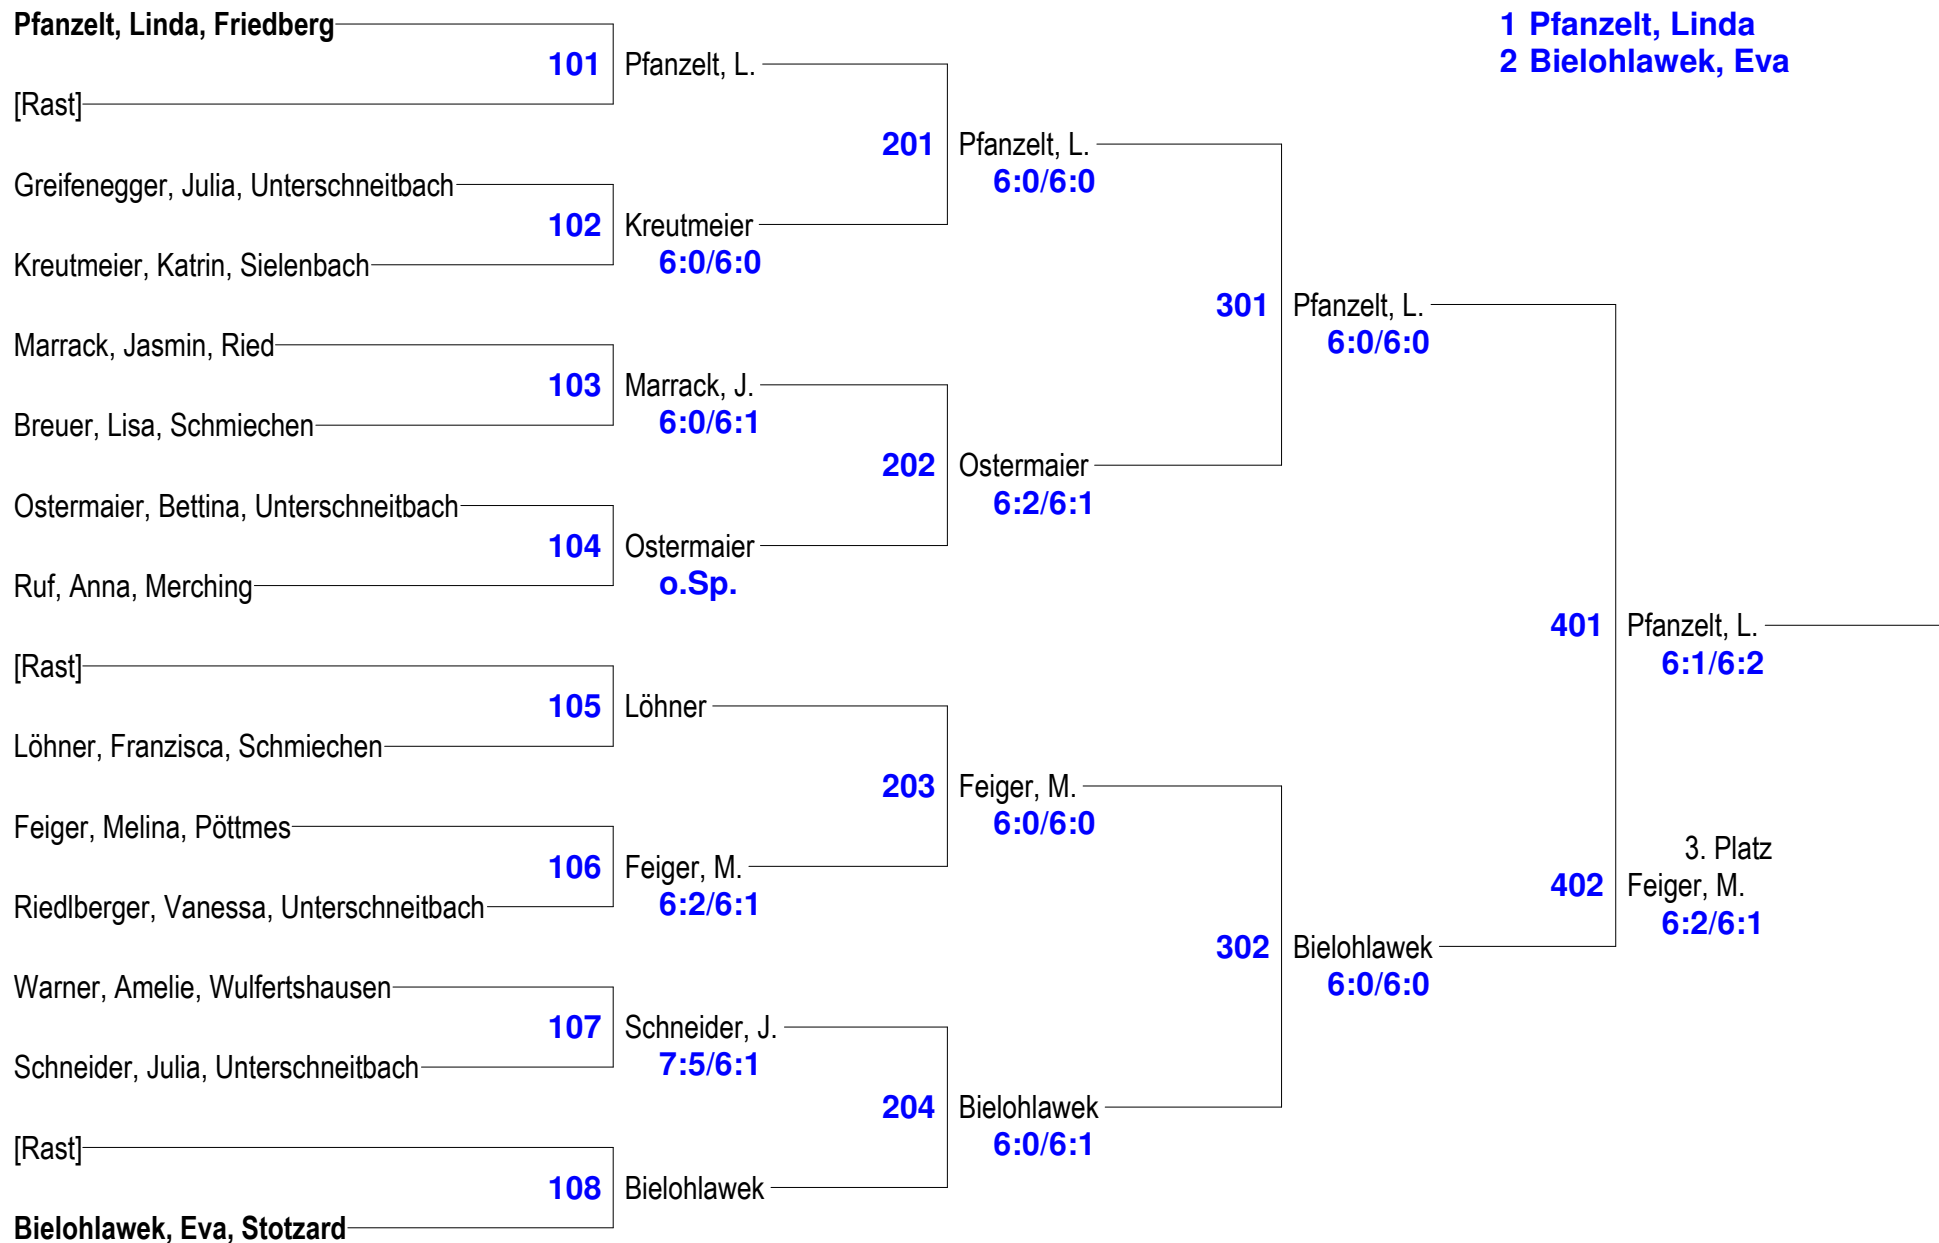 Pfanzelt, Linda, Friedberg
1 Pfanzelt, Linda
2 Bielohlawek, Eva
101 Pfanzelt, L.
[Rast]
201 Pfanzelt, L.
6:0/6:0
Greifenegger, Julia, Unterschneitbach
102 Kreutmeier
6:0/6:0
Kreutmeier, Katrin, Sielenbach
301 Pfanzelt, L.
6:0/6:0
Marrack, Jasmin, Ried
103 Marrack, J.
6:0/6:1
Breuer, Lisa, Schmiechen
202 Ostermaier
6:2/6:1
Ostermaier, Bettina, Unterschneitbach
104 Ostermaier
o.Sp.
Ruf, Anna, Merching
401 Pfanzelt, L.
6:1/6:2
[Rast]
105 Löhner
Löhner, Franzisca, Schmiechen
203 Feiger, M.
6:0/6:0
Feiger, Melina, Pöttmes
3. Platz
106 Feiger, M.
6:2/6:1
402 Feiger, M.
6:2/6:1
Riedlberger, Vanessa, Unterschneitbach
302 Bielohlawek
6:0/6:0
Warner, Amelie, Wulfertshausen
107 Schneider, J.
7:5/6:1
Schneider, Julia, Unterschneitbach
204 Bielohlawek
6:0/6:1
[Rast]
108 Bielohlawek
Bielohlawek, Eva, Stotzard